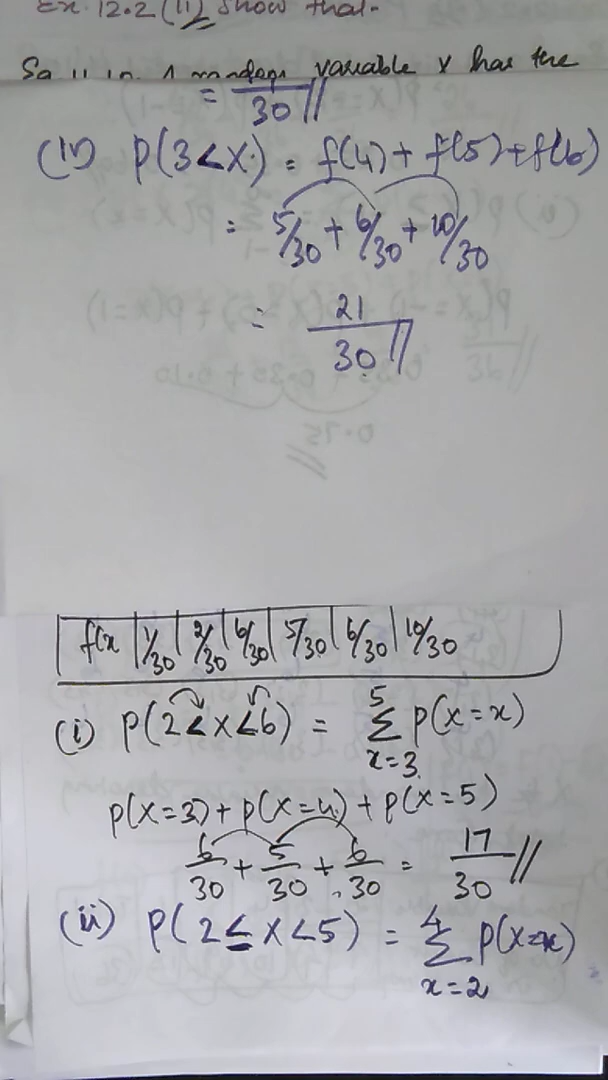 Ex 12.2 (11) Show that-
random variable x has the
= /30 //
(iv) P(3<X) = f(4) + f(5) + f(6)
= 5/30 + 6/30 + 10/30
= 21/30 //
f(x | 1/30 | 2/30 | 6/30 | 5/30 | 6/30 | 10/30
(i) P(2<x<6) = 5 Σ x=3 P(x=x)
P(X=3) + P(X=4) + P(X=5)
6/30 + 5/30 + 6/30 = 17/30 //
(ii) P(2≤x<5) = 4 Σ x=2 P(X=x)